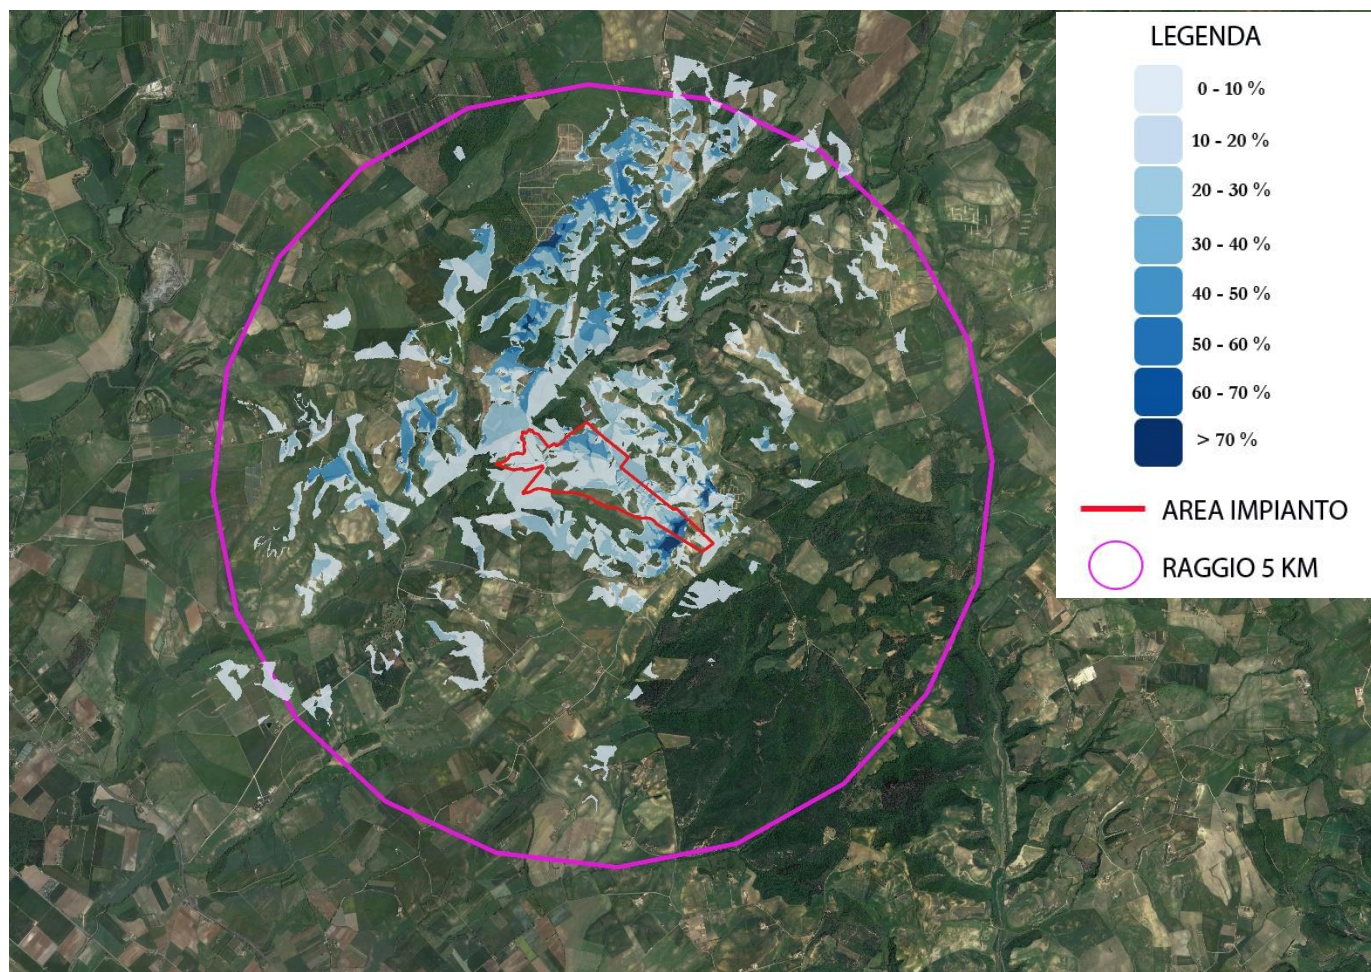 LEGENDA
0 - 10 %
10 - 20 %
20 - 30 %
30 - 40 %
40 - 50 %
50 - 60 %
60 - 70 %
> 70 %
AREA IMPIANTO
RAGGIO 5 KM